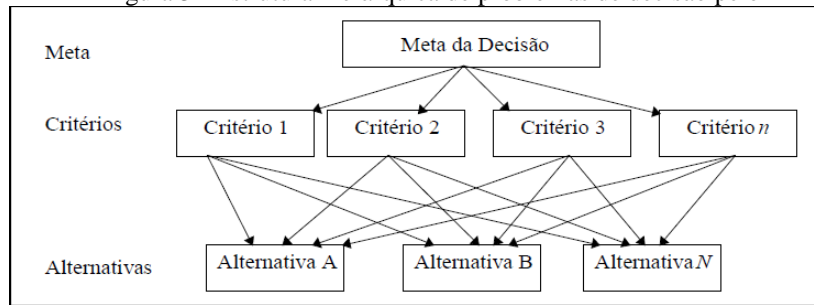 Meta
Meta da Decisão
Critérios
Critério 1
Critério 2
Critério 3
Critério n
Alternativas
Alternativa A
Alternativa B
Alternativa N